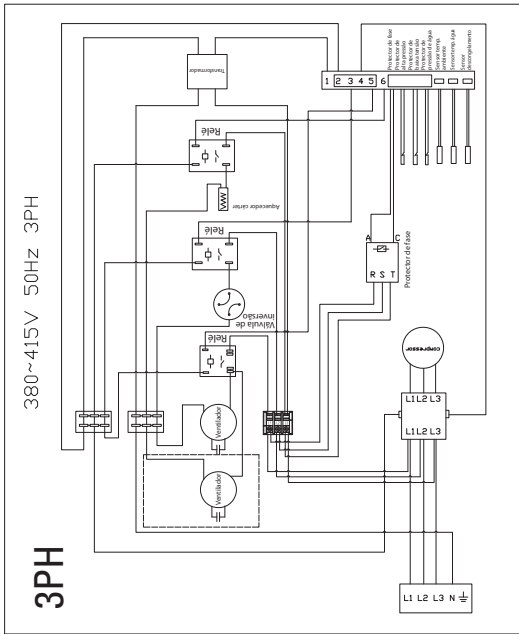 380~415V 50Hz 3PH
3PH
Transformador
1 2 3 4 5 6
Protector de fase
Protector de
alta pressão
Protector de
baixa tensão
Protector de
pressão de água
Sensor temp.
ambiente
Sensor temp. água
Sensor
descongelamento
Relé
Aquecedor cárter
Relé
Válvula de
inversão
Relé
Ventilador
Ventilador
A C
R S T
Protector de fase
compressor
L1 L2 L3
L1 L2 L3
L1 L2 L3 N